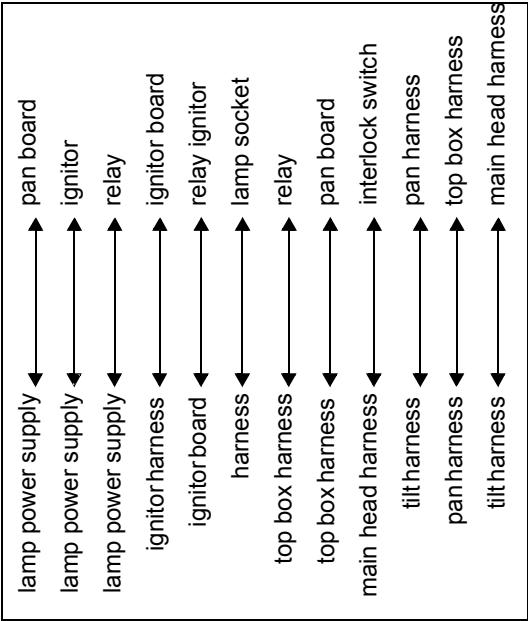 lamp power supply pan board
lamp power supply ignitor
lamp power supply relay
ignitor harness ignitor board
ignitor board relay ignitor
harness lamp socket
top box harness relay
top box harness pan board
main head harness interlock switch
tilt harness pan harness
pan harness top box harness
tilt harness main head harness